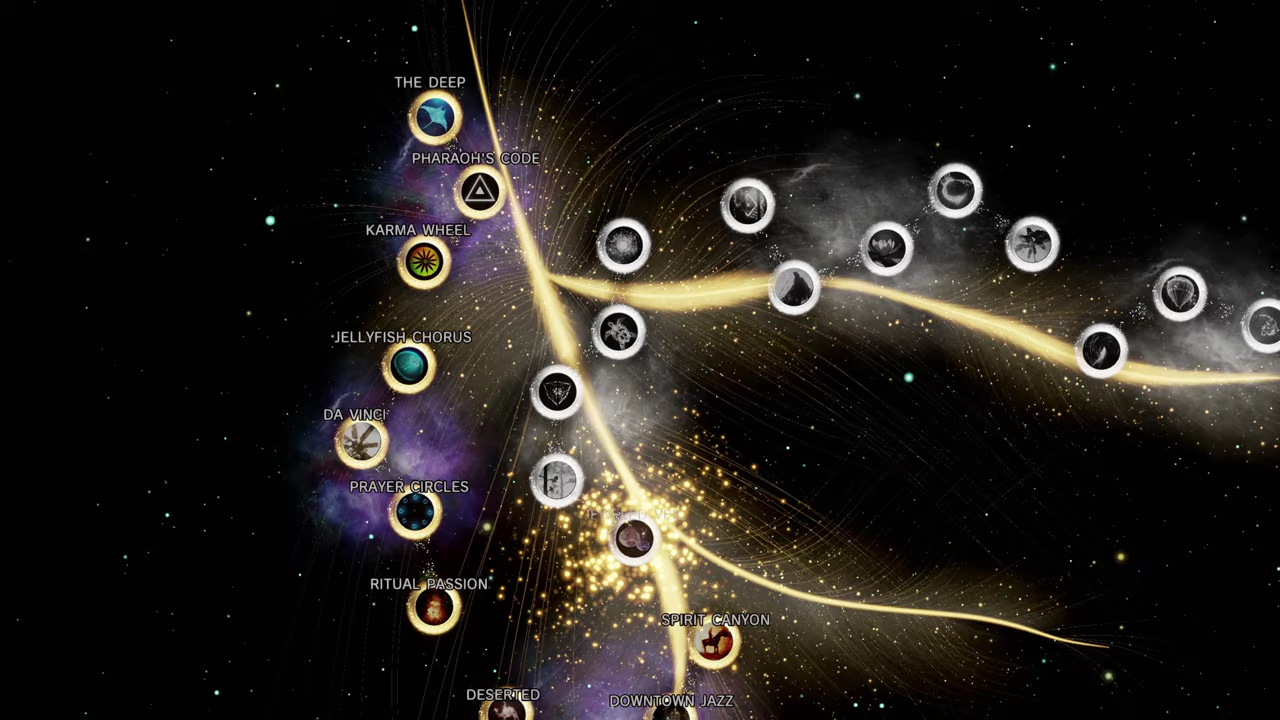 THE DEEP
PHARAOH'S CODE
KARMA WHEEL
JELLYFISH CHORUS
DA VINCI
PRAYER CIRCLES
RITUAL PASSION
SPIRIT CANYON
DESERTED
DOWNTOWN JAZZ